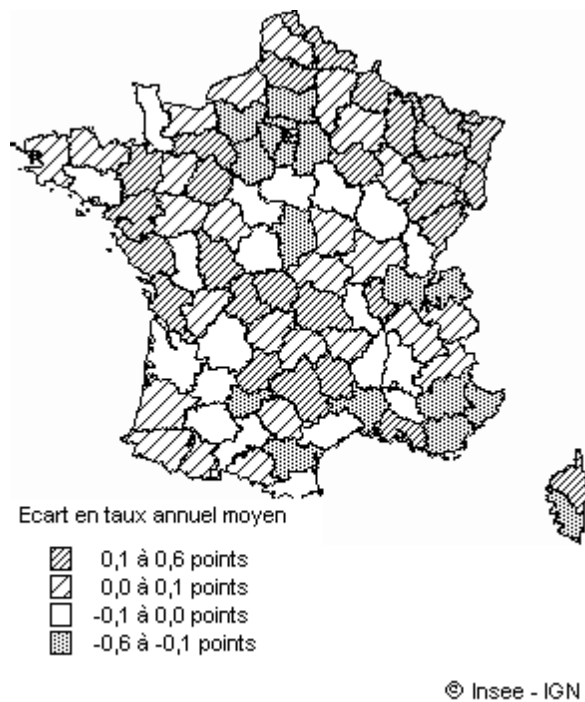 Ecart en taux annuel moyen
0,1 à 0,6 points
0,0 à 0,1 points
-0,1 à 0,0 points
-0,6 à -0,1 points
© Insee - IGN